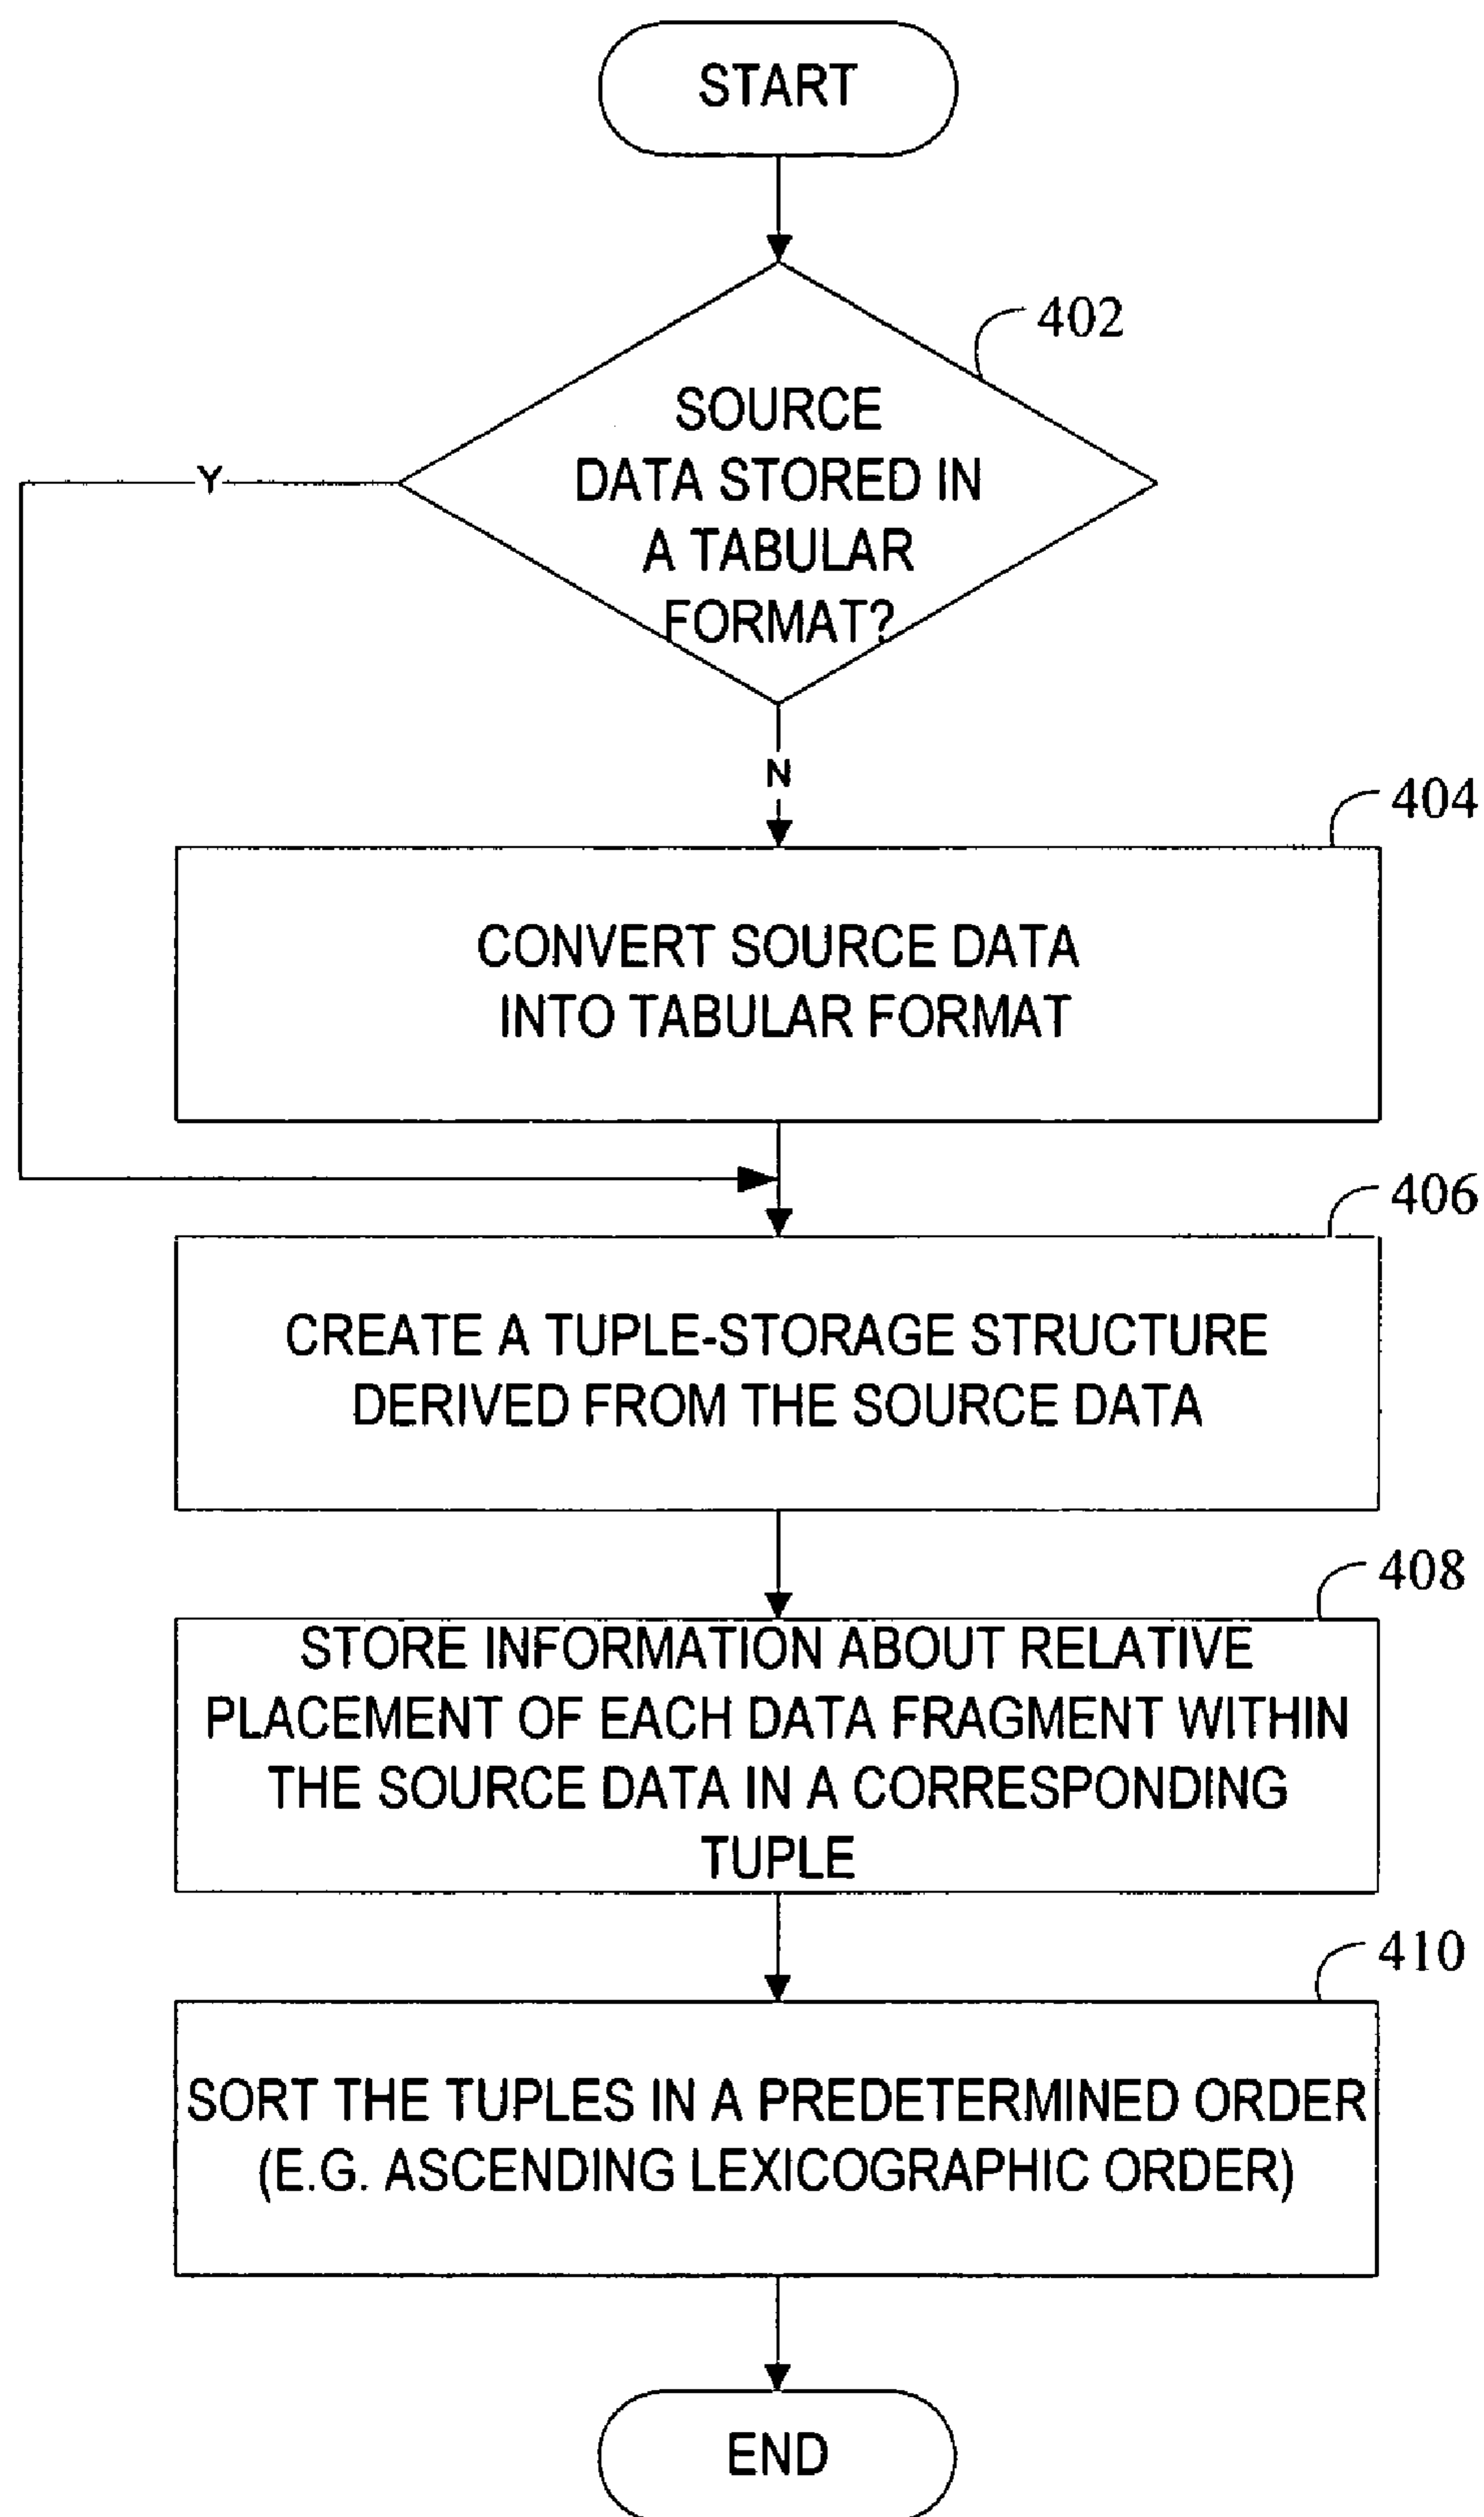 START
402
SOURCE
DATA STORED IN
A TABULAR
FORMAT?
Y
N
404
CONVERT SOURCE DATA
INTO TABULAR FORMAT
406
CREATE A TUPLE-STORAGE STRUCTURE
DERIVED FROM THE SOURCE DATA
408
STORE INFORMATION ABOUT RELATIVE
PLACEMENT OF EACH DATA FRAGMENT WITHIN
THE SOURCE DATA IN A CORRESPONDING
TUPLE
410
SORT THE TUPLES IN A PREDETERMINED ORDER
(E.G. ASCENDING LEXICOGRAPHIC ORDER)
END